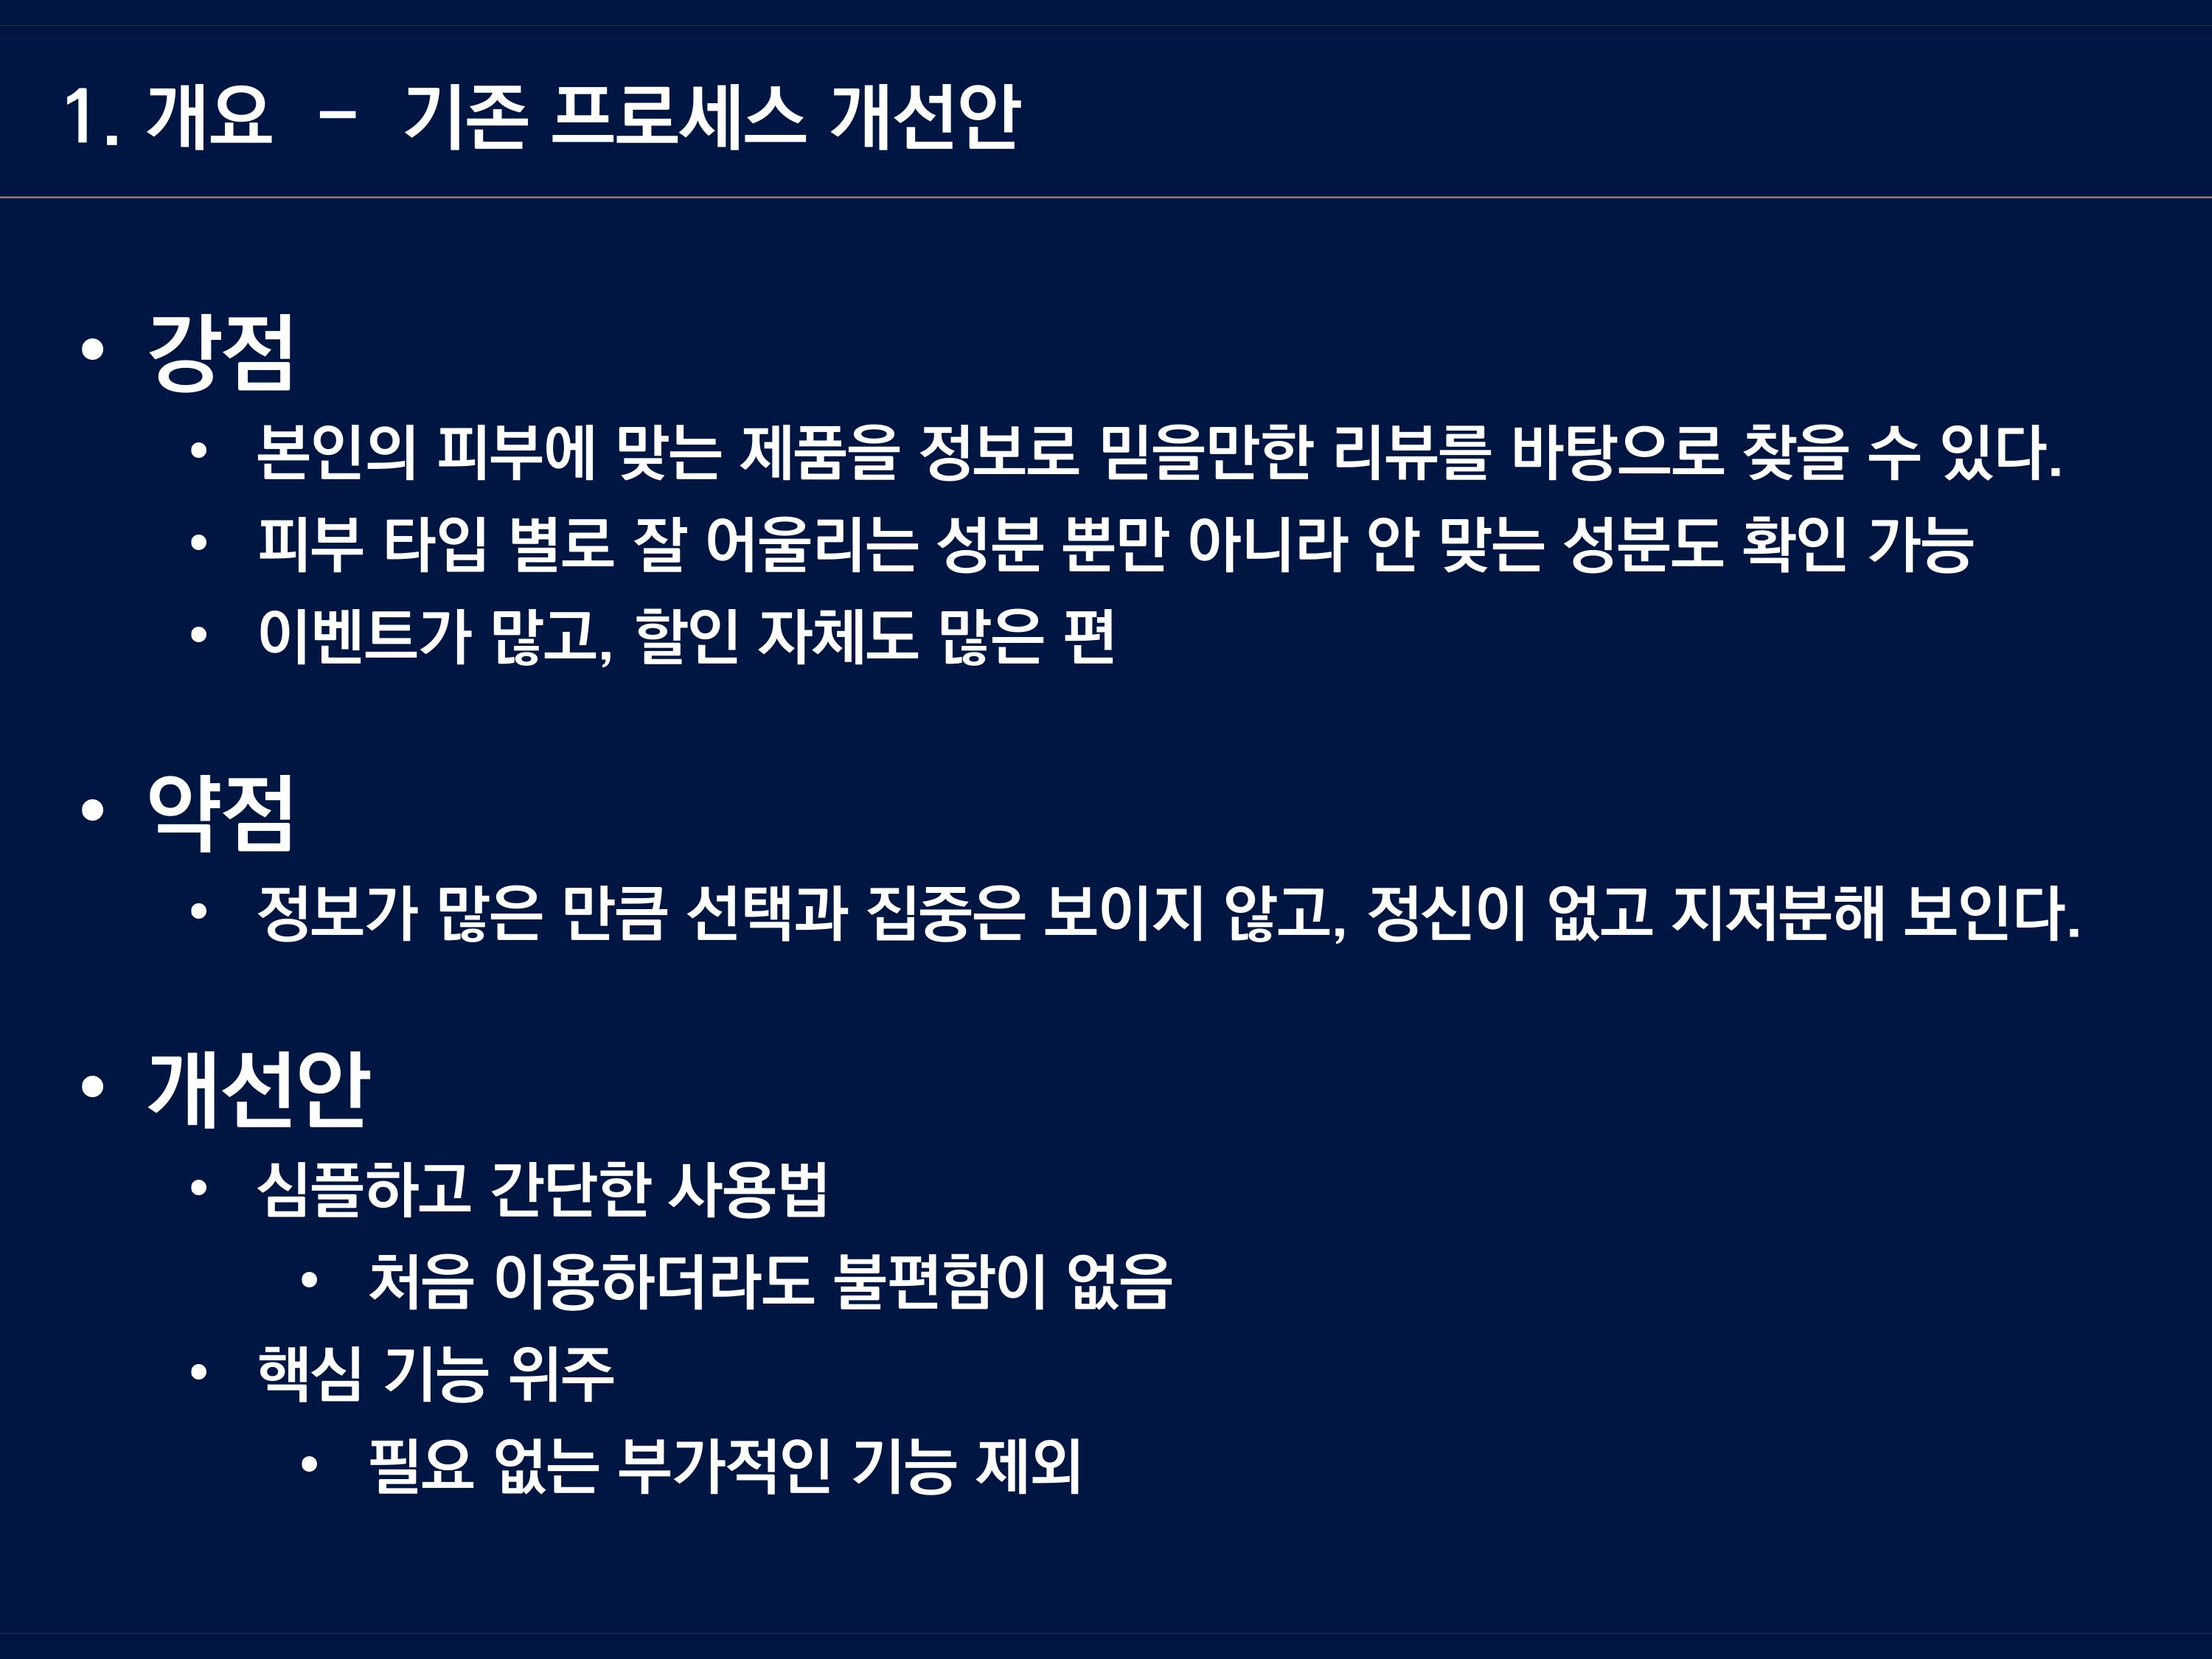 1. 개요 - 기존 프로세스 개선안
• 강점
• 본인의 피부에 맞는 제품을 정보로 믿을만한 리뷰를 바탕으로 찾을 수 있다.
• 피부 타입 별로 잘 어울리는 성분 뿐만 아니라 안 맞는 성분도 확인 가능
• 이벤트가 많고, 할인 자체도 많은 편
• 약점
• 정보가 많은 만큼 선택과 집중은 보이지 않고, 정신이 없고 지저분해 보인다.
• 개선안
• 심플하고 간단한 사용법
• 처음 이용하더라도 불편함이 없음
• 핵심 기능 위주
• 필요 없는 부가적인 기능 제외